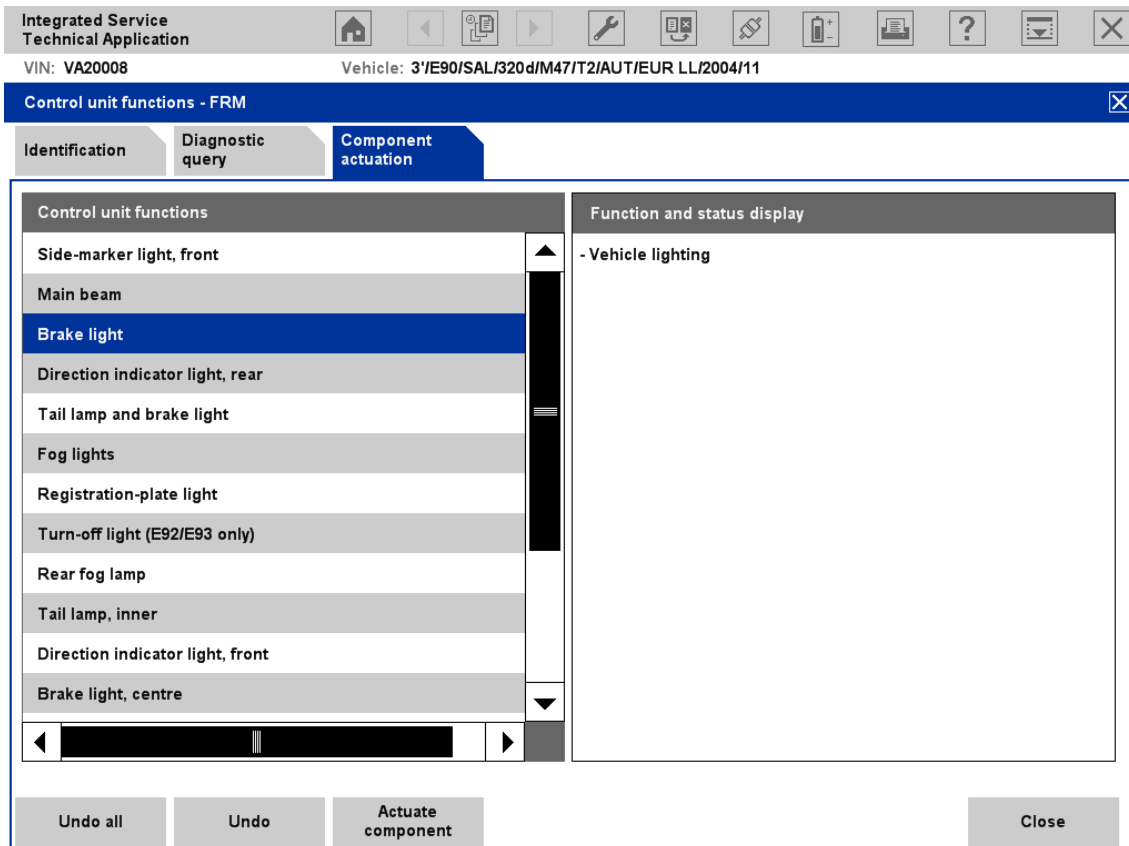 Integrated Service
Technical Application
VIN: VA20008
Vehicle: 3'/E90/SAL/320d/M47/T2/AUT/EUR LL/2004/11
Control unit functions - FRM
Identification
Diagnostic
query
Component
actuation
Control unit functions
Side-marker light, front
Main beam
Brake light
Direction indicator light, rear
Tail lamp and brake light
Fog lights
Registration-plate light
Turn-off light (E92/E93 only)
Rear fog lamp
Tail lamp, inner
Direction indicator light, front
Brake light, centre
Function and status display
- Vehicle lighting
Undo all
Undo
Actuate
component
Close